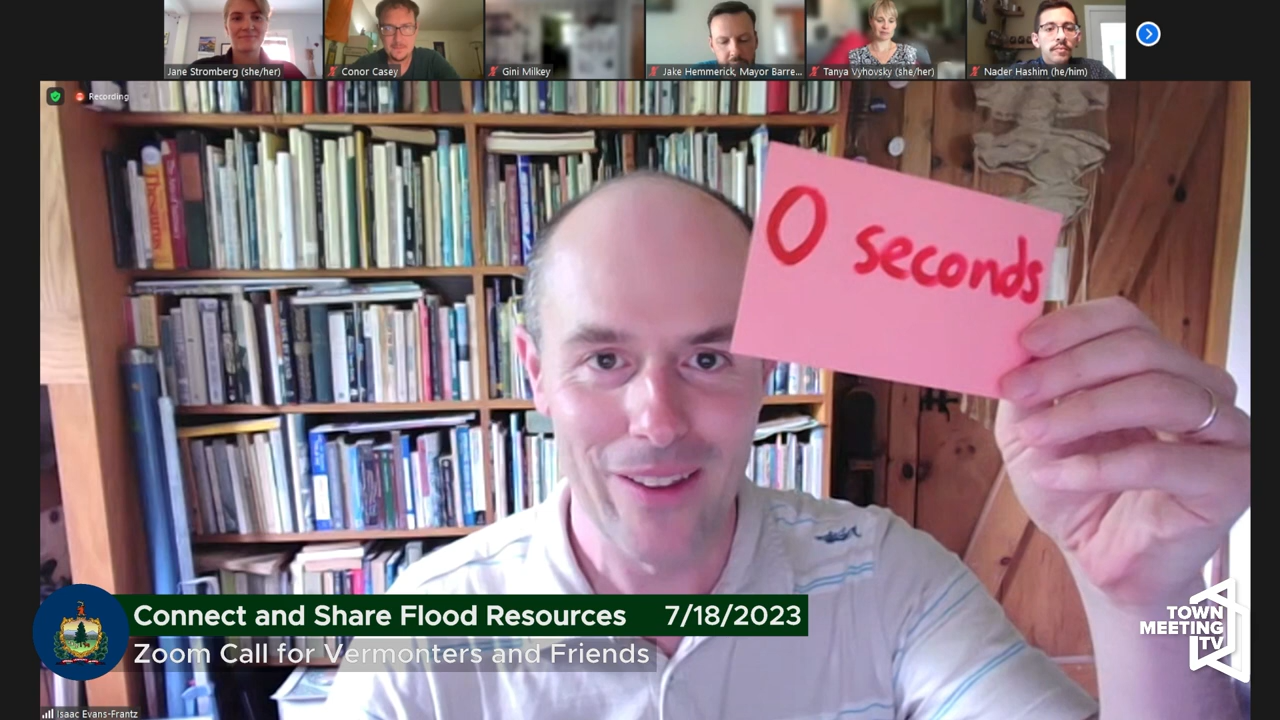 Jane Stromberg (she/her)
Conor Casey
Gini Milkey
Jake Hemmerick, Mayor Barre...
Tanya Vyhovsky (she/her)
Nader Hashim (he/him)
Recording
Thesaurus
0 seconds
Connect and Share Flood Resources 7/18/2023
Zoom Call for Vermonters and Friends
TOWN
MEETING
TV
Isaac Evans-Frantz